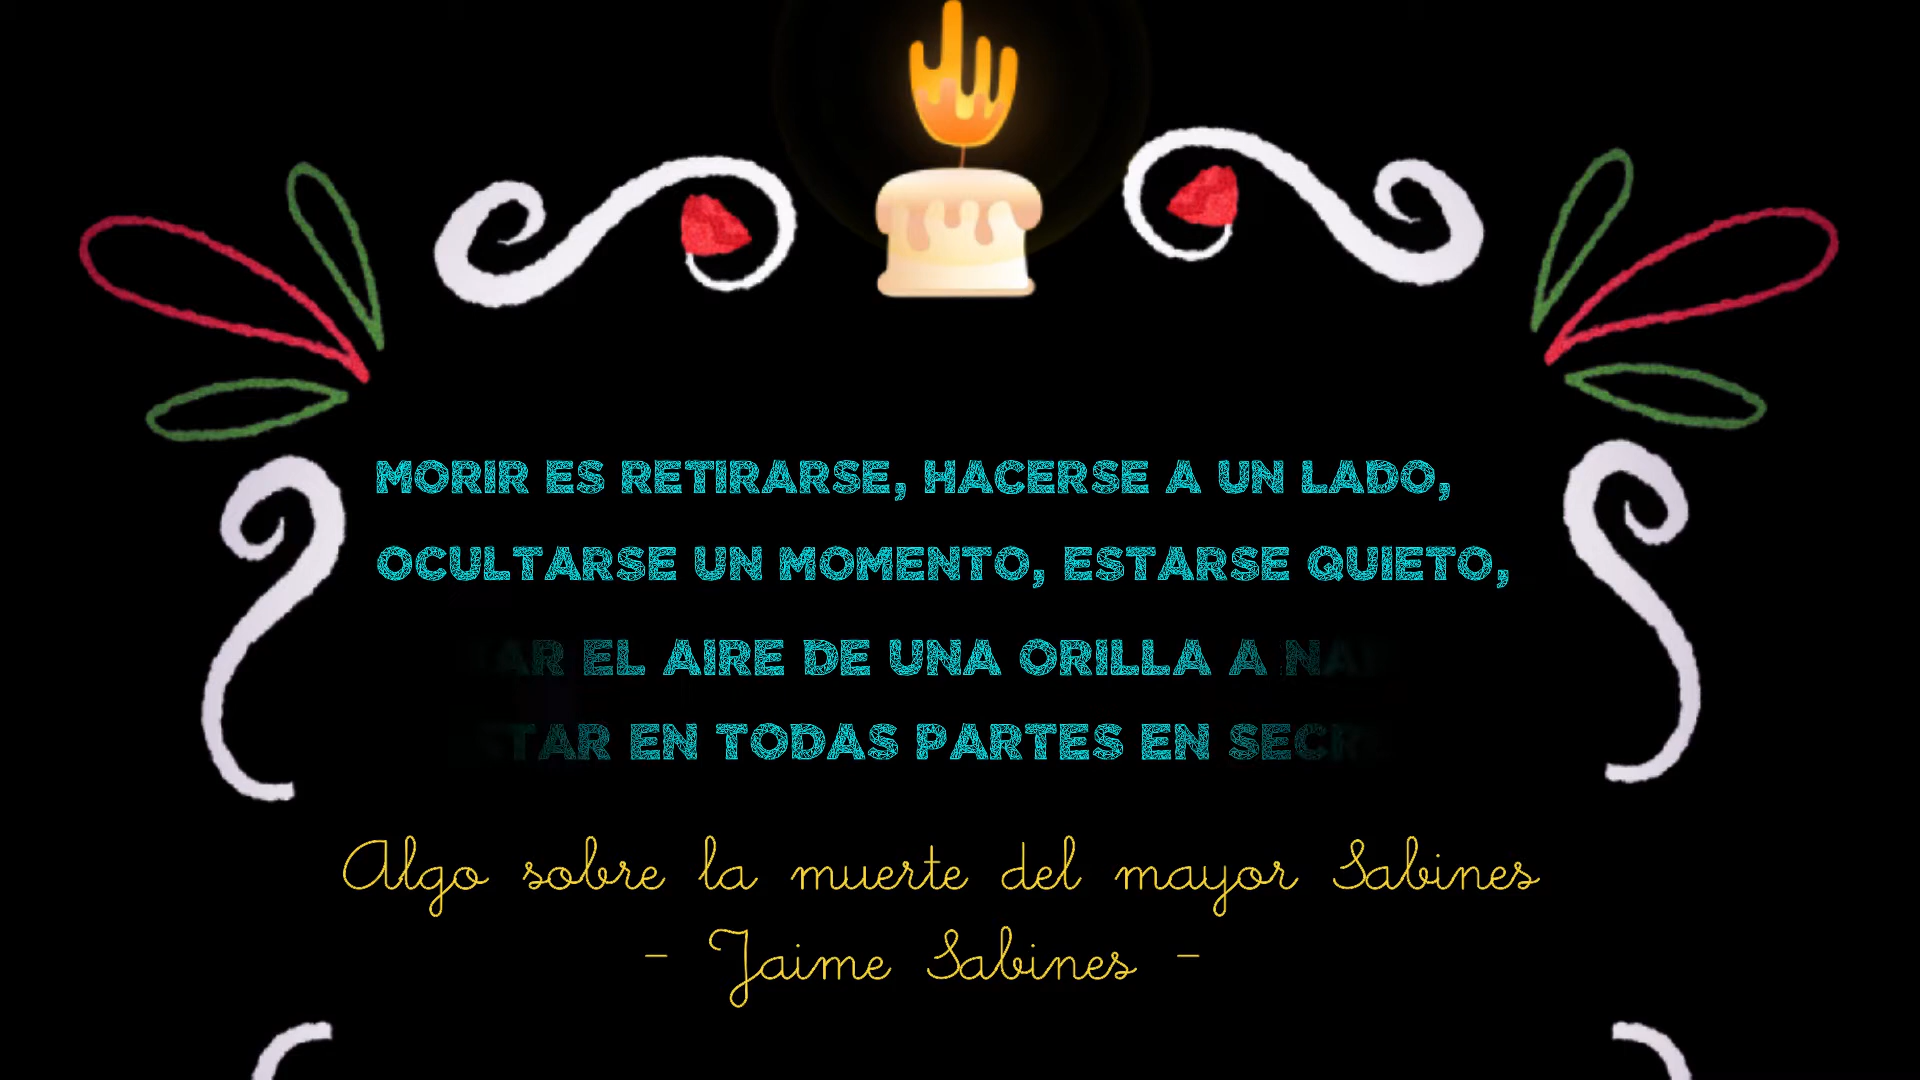 MORIR ES RETIRARSE, HACERSE A UN LADO,
OCULTARSE UN MOMENTO, ESTARSE QUIETO,
EL AIRE DE UNA ORILLA A
EN TODAS PARTES EN
Algo sobre la muerte del mayor Sabines
- Jaime Sabines -